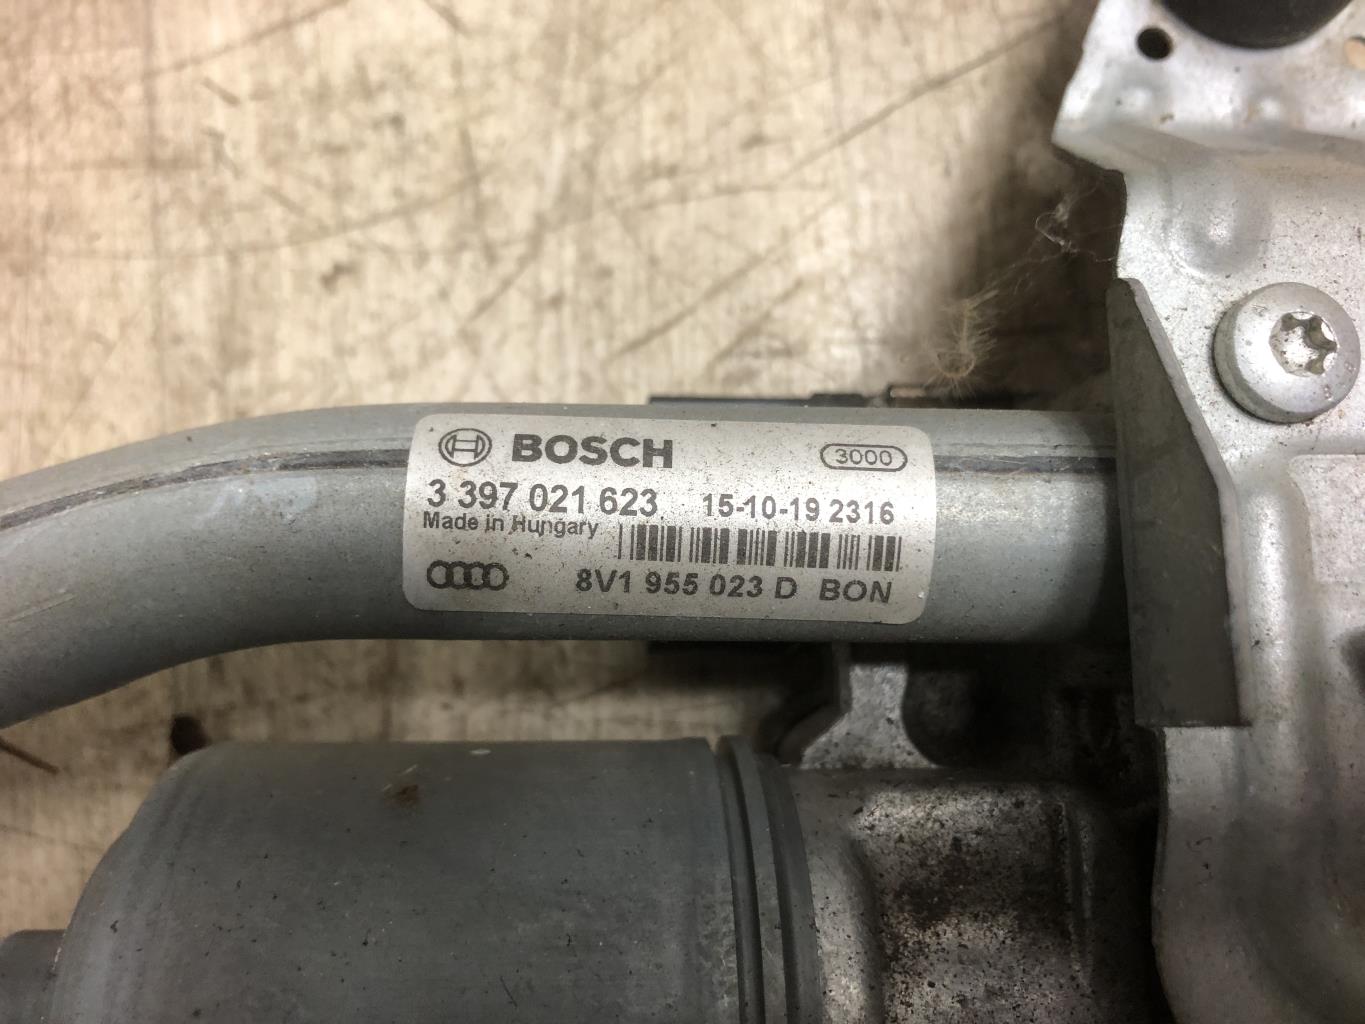 BOSCH 3000
3 397 021 623 15-10-19 2316
Made in Hungary
8V1 955 023 D BON